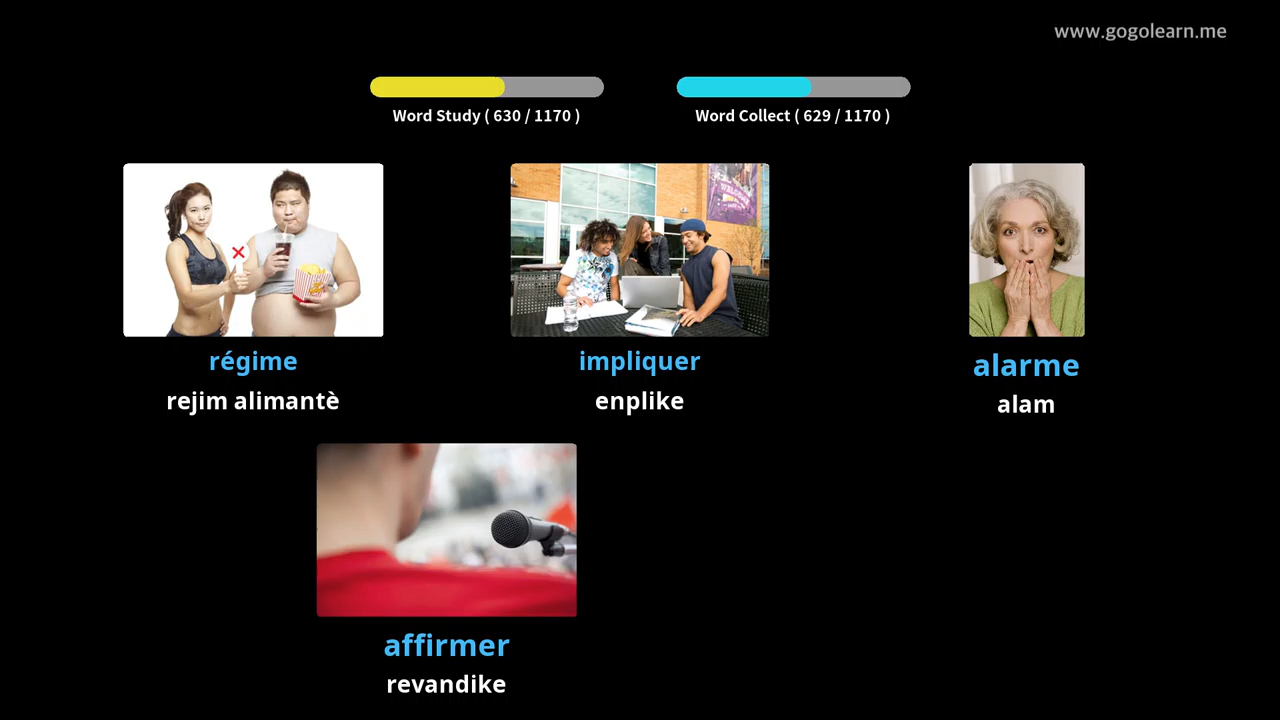 www.gogolearn.me
Word Study ( 630 / 1170 )
Word Collect ( 629 / 1170 )
WELCOME
régime
impliquer
alarme
rejim alimantè
enplike
alam
affirmer
revandike